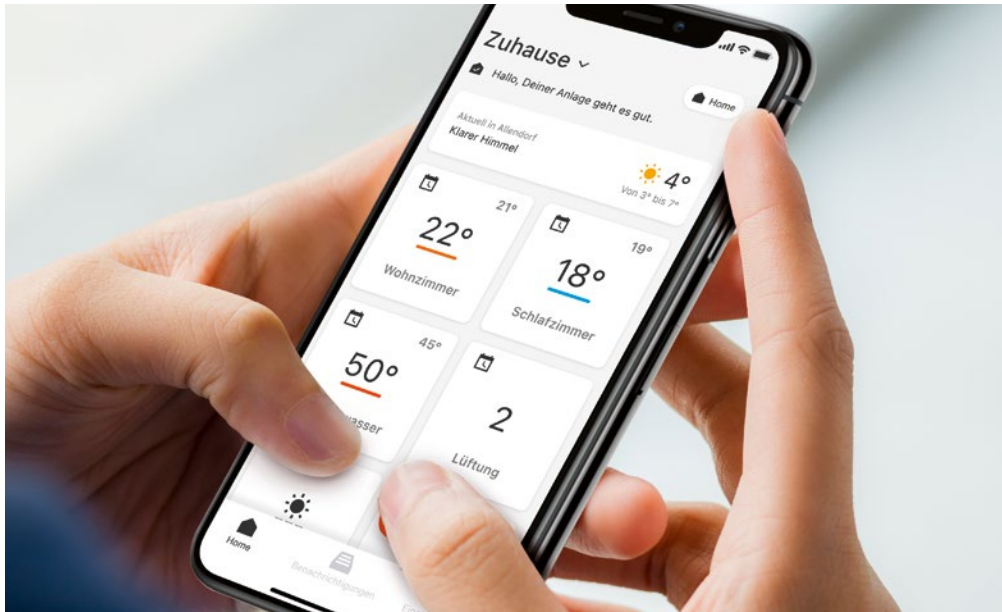 Zuhause
Hallo, Deiner Anlage geht es gut.
Home
Aktuell in Allendorf
Klarer Himmel
4°
Von 3° bis 7°
21°
22°
Wohnzimmer
19°
18°
Schlafzimmer
45°
50°
wasser
2
Lüftung
Home
Benachrichtigungen